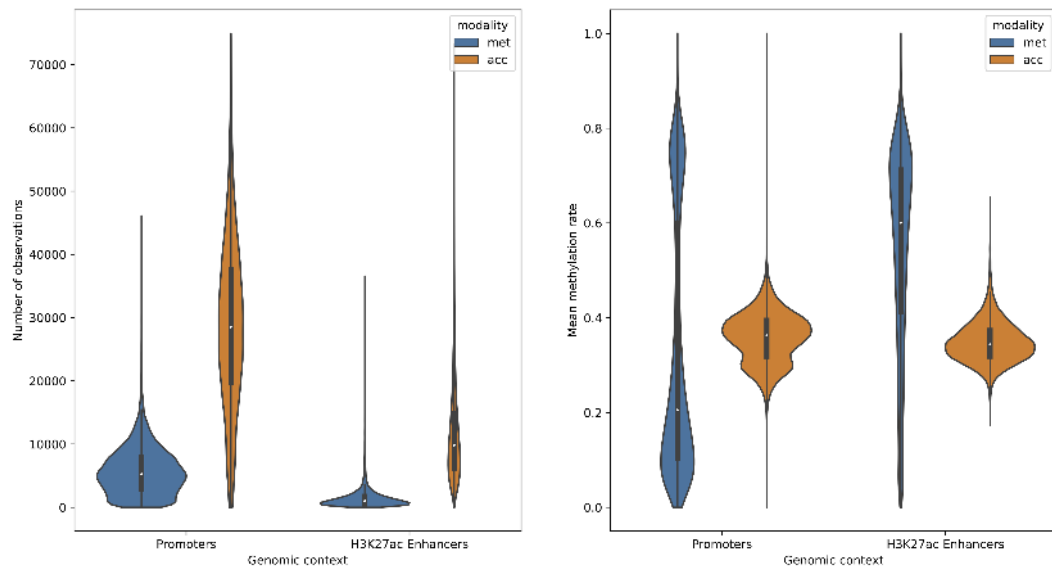 modality
met
acc
70000
60000
50000
40000
30000
20000
10000
0
Number of observations
Promoters
H3K27ac Enhancers
Genomic context
modality
met
acc
1.0
0.8
0.6
0.4
0.2
0.0
Mean methylation rate
Promoters
H3K27ac Enhancers
Genomic context